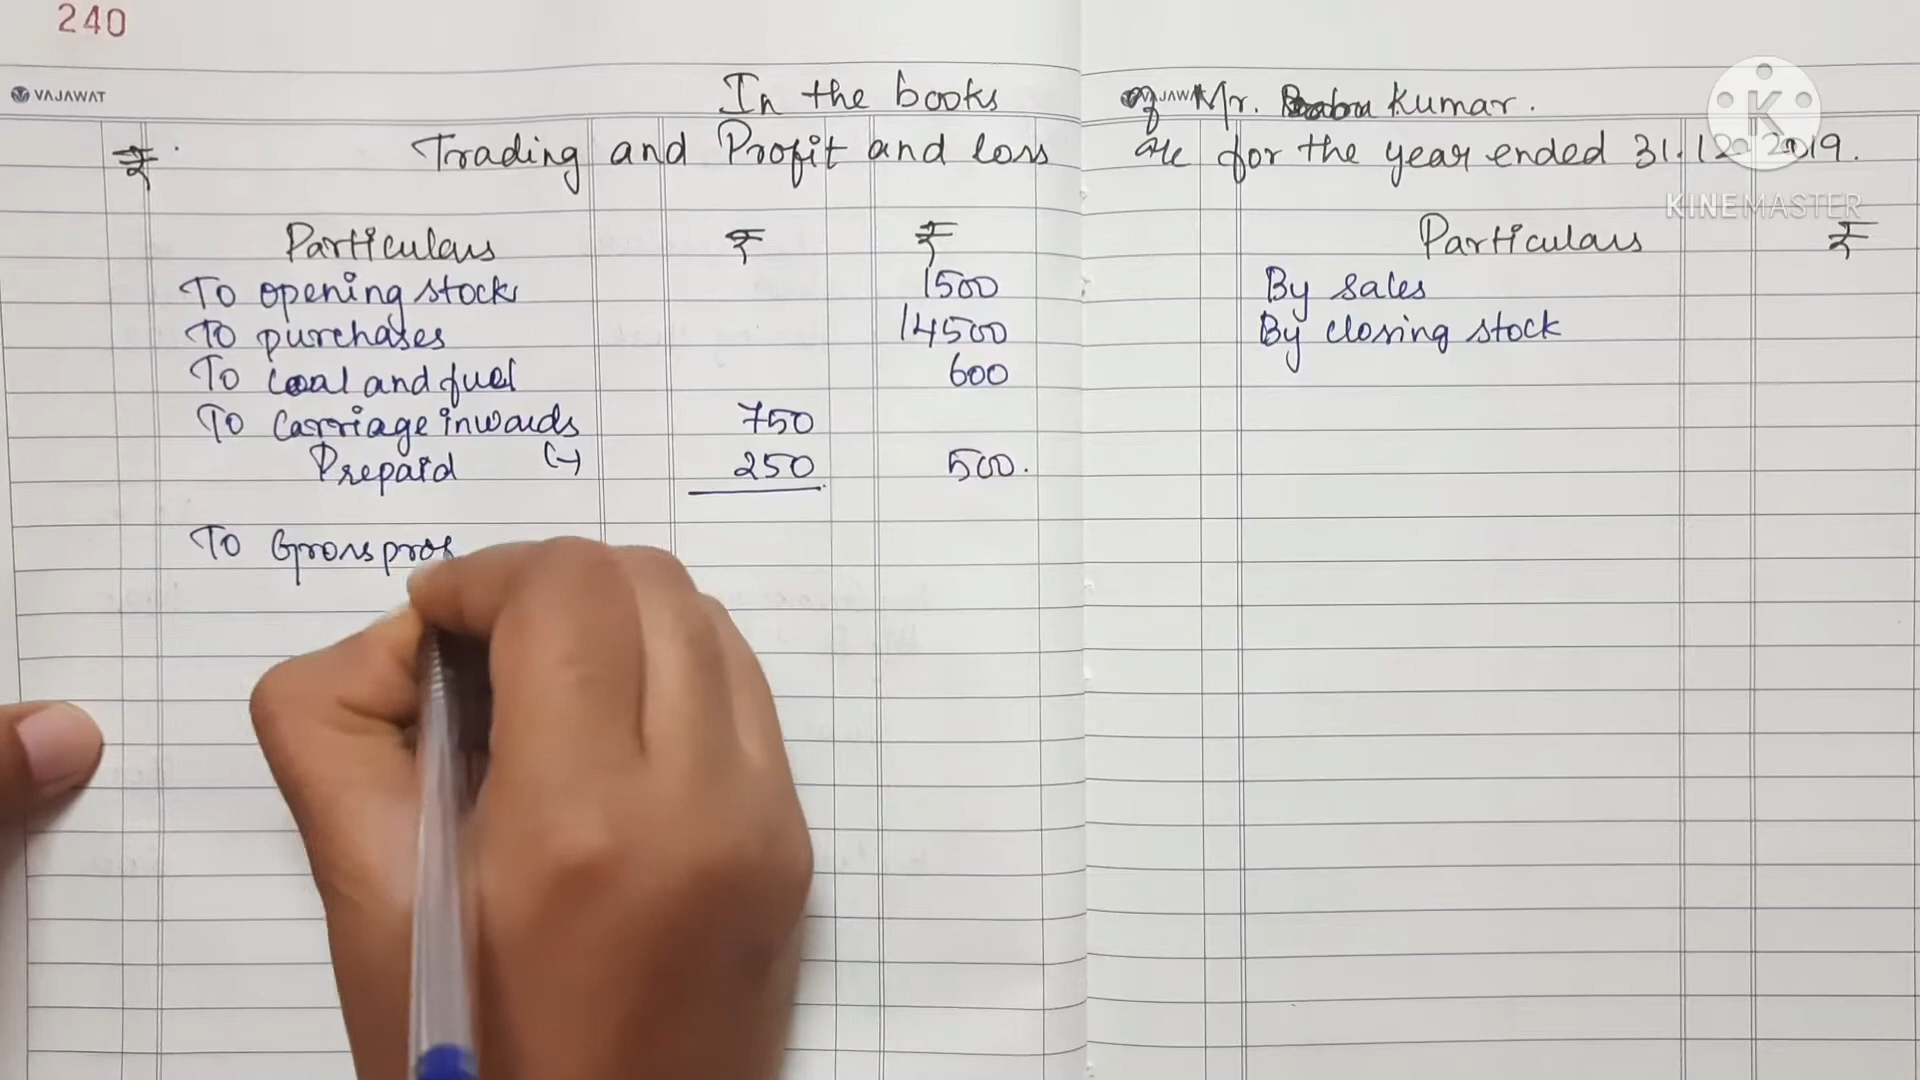 240
VAJAWAT
In the books of Mr. Kumar.
Trading and Profit and loss a/c for the year ended 31.12.2019.
₹
Particulars ₹ ₹
To opening stock 1500
To purchases 14500
To coal and fuel 600
To Carriage inwards 750
Prepaid (-) 250 500.
To Gross prof
Particulars ₹
By sales
By closing stock
K
KINEMASTER